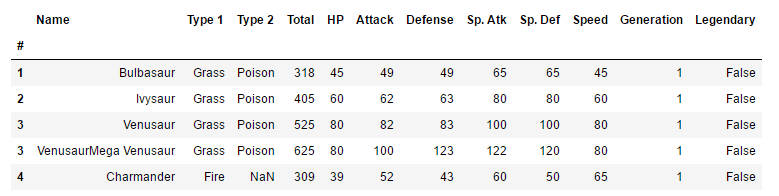 Name Type 1 Type 2 Total HP Attack Defense Sp. Atk Sp. Def Speed Generation Legendary
#
1 Bulbasaur Grass Poison 318 45 49 49 65 65 45 1 False
2 Ivysaur Grass Poison 405 60 62 63 80 80 60 1 False
3 Venusaur Grass Poison 525 80 82 83 100 100 80 1 False
3 VenusaurMega Venusaur Grass Poison 625 80 100 123 122 120 80 1 False
4 Charmander Fire NaN 309 39 52 43 60 50 65 1 False